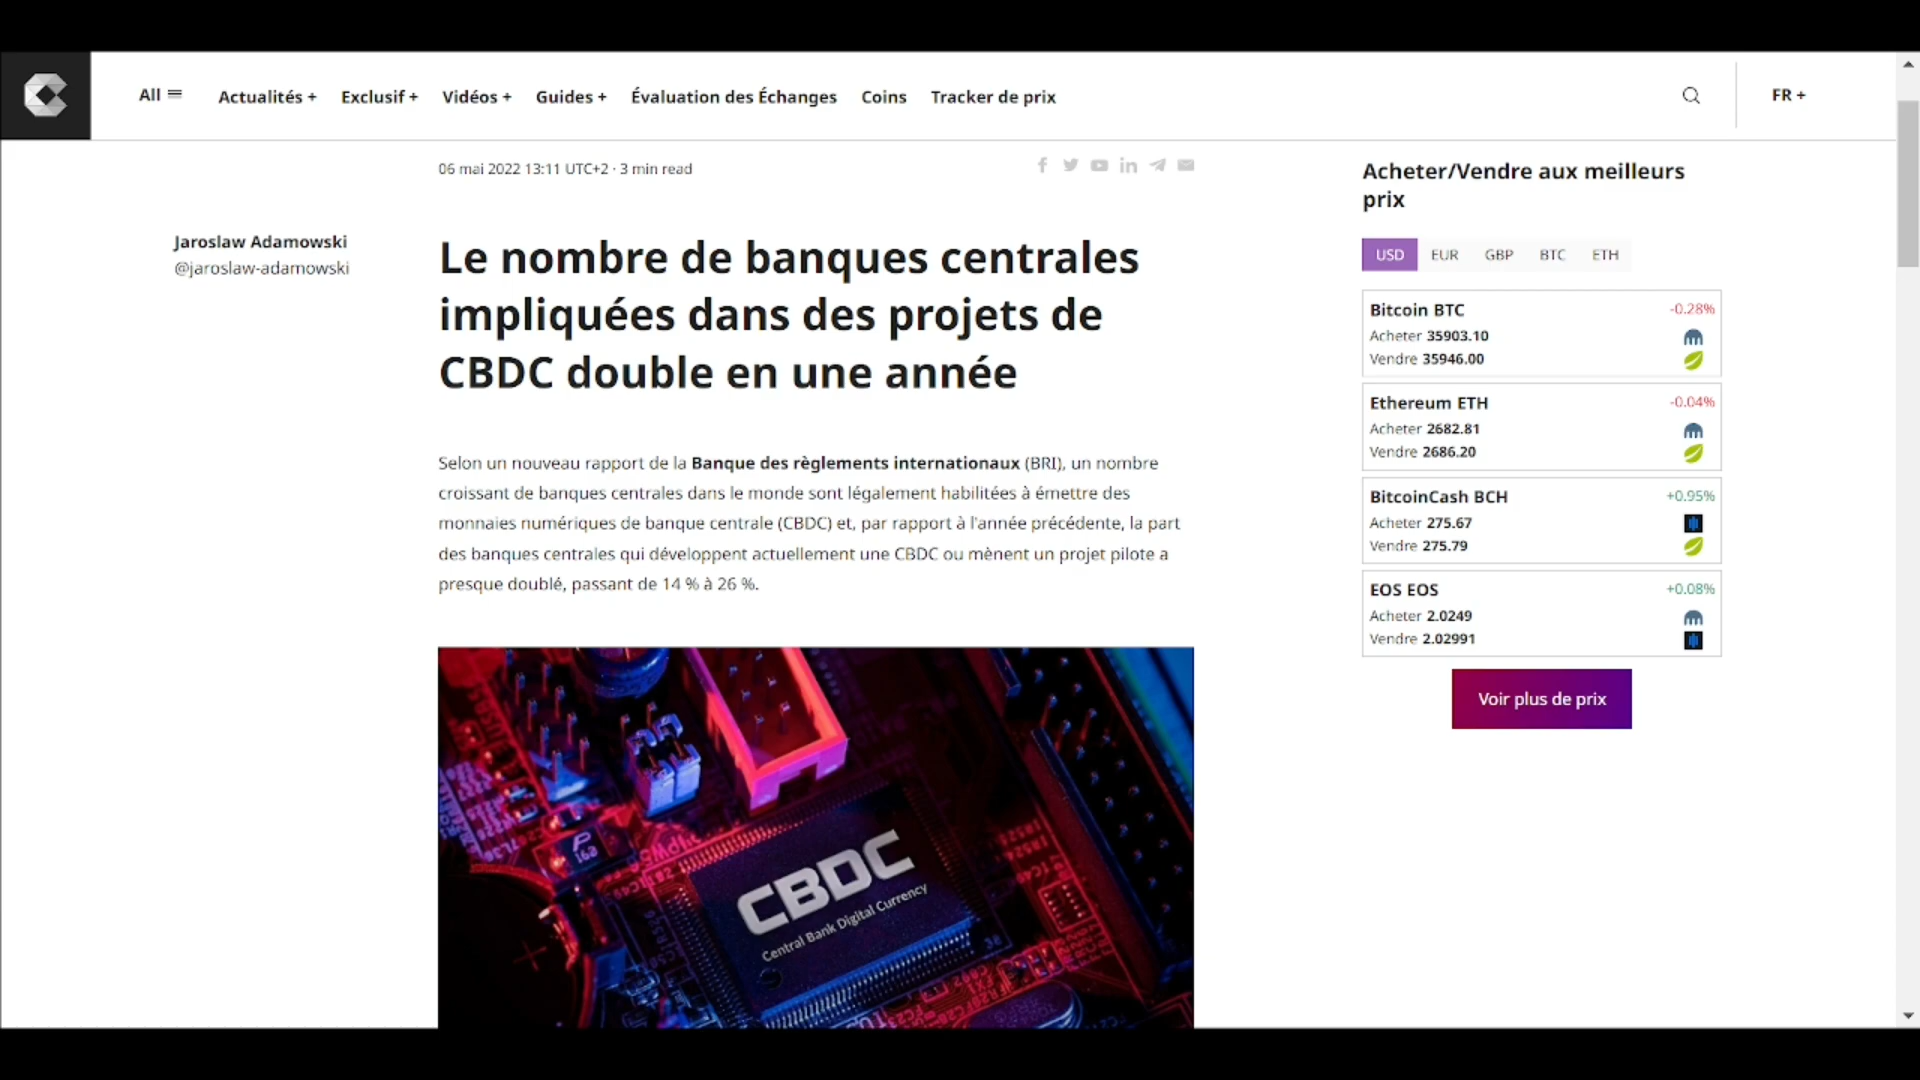 All
Actualités +
Exclusif +
Vidéos +
Guides +
Évaluation des Échanges
Coins
Tracker de prix
FR +
06 mai 2022 13:11 UTC+2 · 3 min read
Jaroslaw Adamowski
@jaroslaw-adamowski
Le nombre de banques centrales
impliquées dans des projets de
CBDC double en une année
Selon un nouveau rapport de la Banque des règlements internationaux (BRI), un nombre
croissant de banques centrales dans le monde sont légalement habilitées à émettre des
monnaies numériques de banque centrale (CBDC) et, par rapport à l'année précédente, la part
des banques centrales qui développent actuellement une CBDC ou mènent un projet pilote a
presque doublé, passant de 14 % à 26 %.
CBDC
Central Bank Digital Currency
Acheter/Vendre aux meilleurs
prix
USD EUR GBP BTC ETH
Bitcoin BTC -0.28%
Acheter 35903.10
Vendre 35946.00
Ethereum ETH -0.04%
Acheter 2682.81
Vendre 2686.20
BitcoinCash BCH +0.95%
Acheter 275.67
Vendre 275.79
EOS EOS +0.08%
Acheter 2.0249
Vendre 2.02991
Voir plus de prix